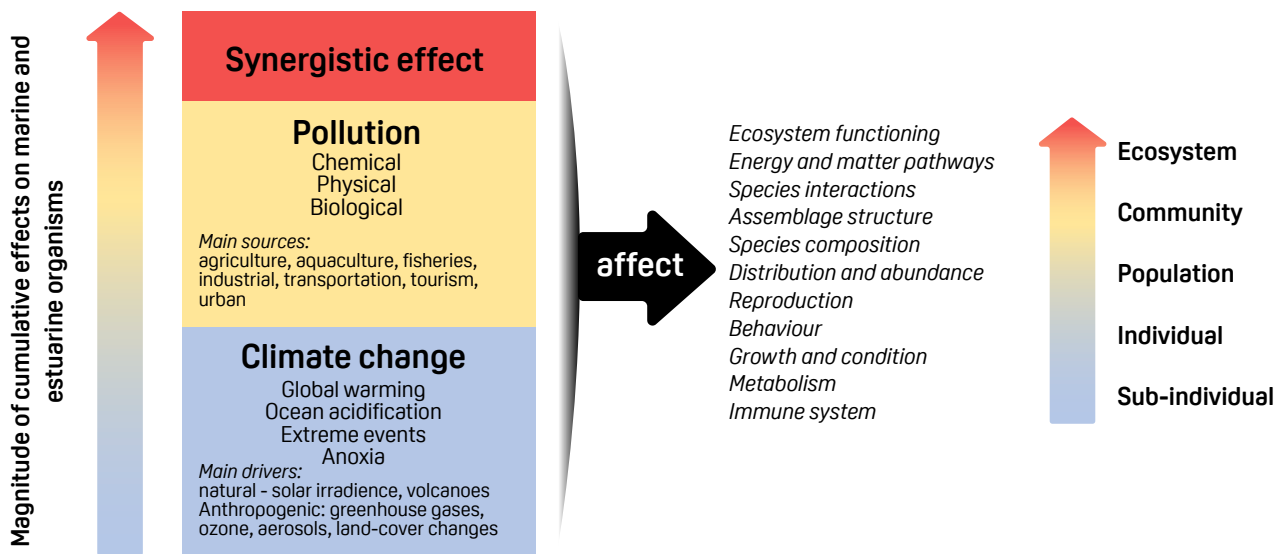 Magnitude of cumulative effects on marine and
estuarine organisms
Synergistic effect
Pollution
Chemical
Physical
Biological
Main sources:
agriculture, aquaculture, fisheries,
industrial, transportation, tourism,
urban
Climate change
Global warming
Ocean acidification
Extreme events
Anoxia
Main drivers:
natural - solar irradience, volcanoes
Anthropogenic: greenhouse gases,
ozone, aerosols, land-cover changes
affect
Ecosystem functioning
Energy and matter pathways
Species interactions
Assemblage structure
Species composition
Distribution and abundance
Reproduction
Behaviour
Growth and condition
Metabolism
Immune system
Ecosystem
Community
Population
Individual
Sub-individual